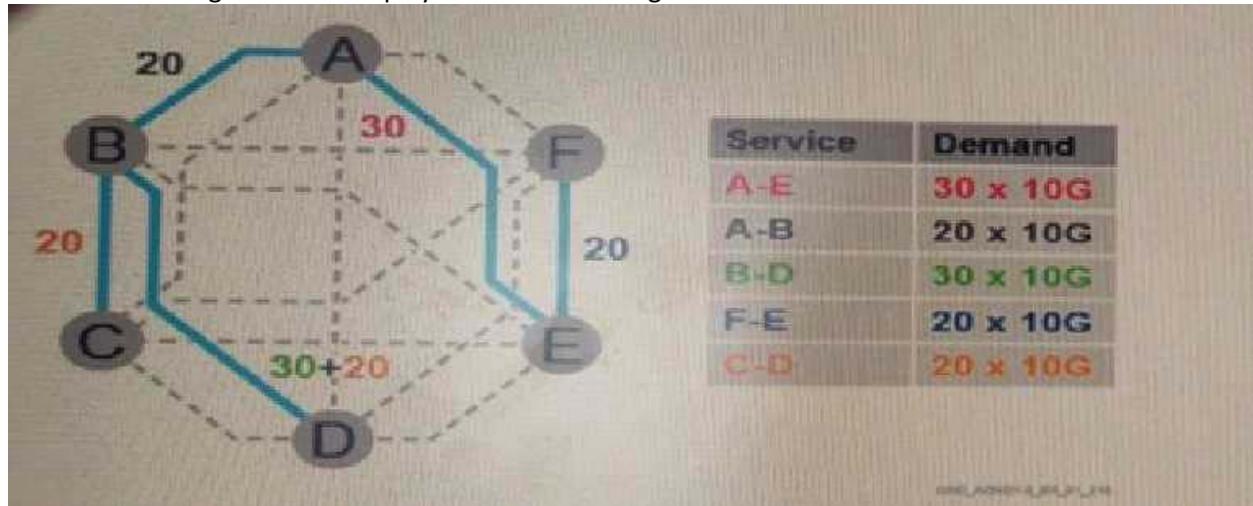 A
20
B
30
F
20
20
C
E
30+20
D
Service Demand
A-E 30 x 10G
A-B 20 x 10G
B-D 30 x 10G
F-E 20 x 10G
C-D 20 x 10G